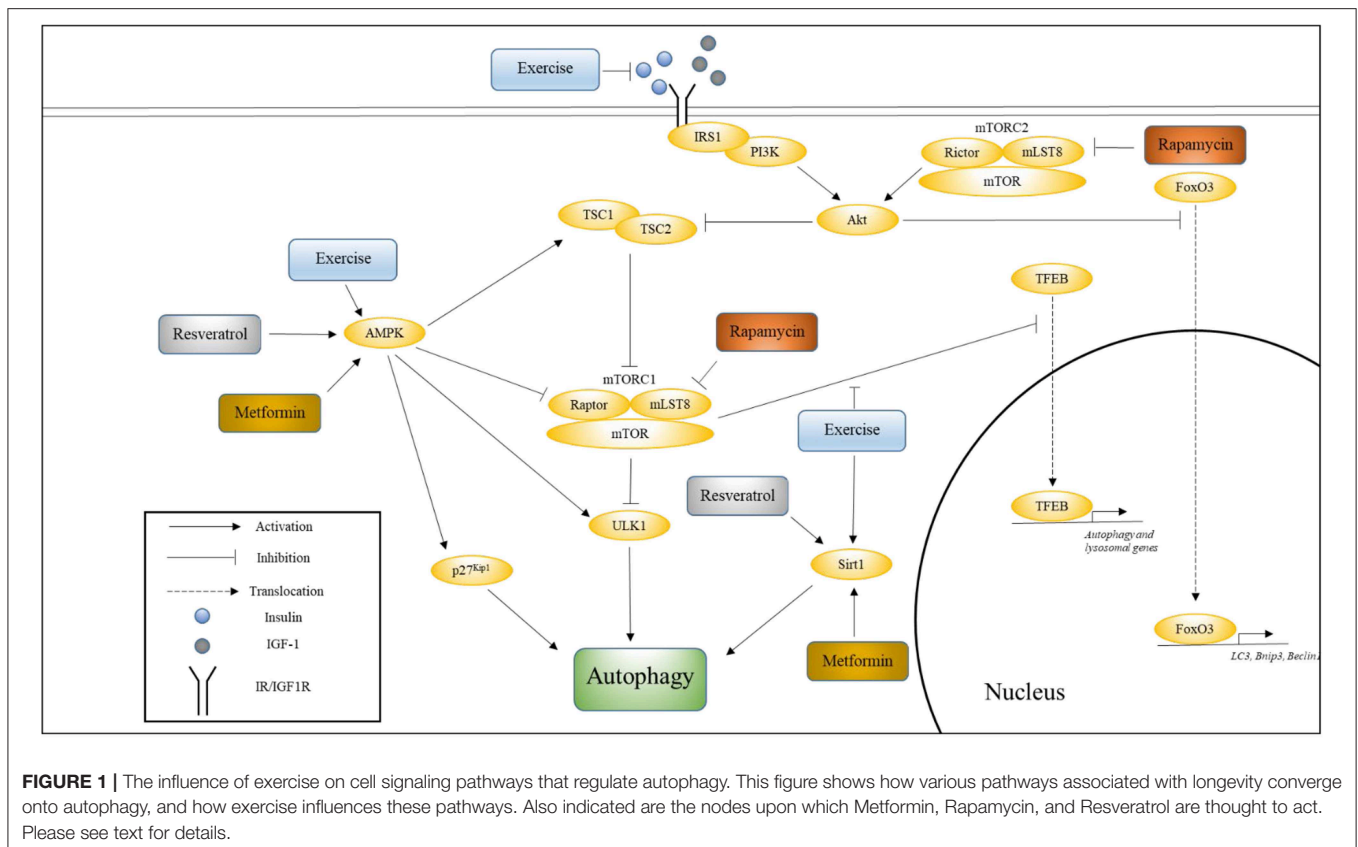 Exercise
IRS1
PI3K
mTORC2
Rictor
mLST8
mTOR
Rapamycin
FoxO3
Akt
TSC1
TSC2
Exercise
Resveratrol
AMPK
Metformin
TFEB
Rapamycin
mTORC1
Raptor
mLST8
mTOR
Exercise
Resveratrol
ULK1
p27Kip1
Sirt1
Metformin
Autophagy
TFEB
Autophagy and
lysosomal genes
FoxO3
LC3, Bnip3, Beclin1
Nucleus
Activation
Inhibition
Translocation
Insulin
IGF-1
IR/IGF1R
FIGURE 1 | The influence of exercise on cell signaling pathways that regulate autophagy. This figure shows how various pathways associated with longevity converge
onto autophagy, and how exercise influences these pathways. Also indicated are the nodes upon which Metformin, Rapamycin, and Resveratrol are thought to act.
Please see text for details.